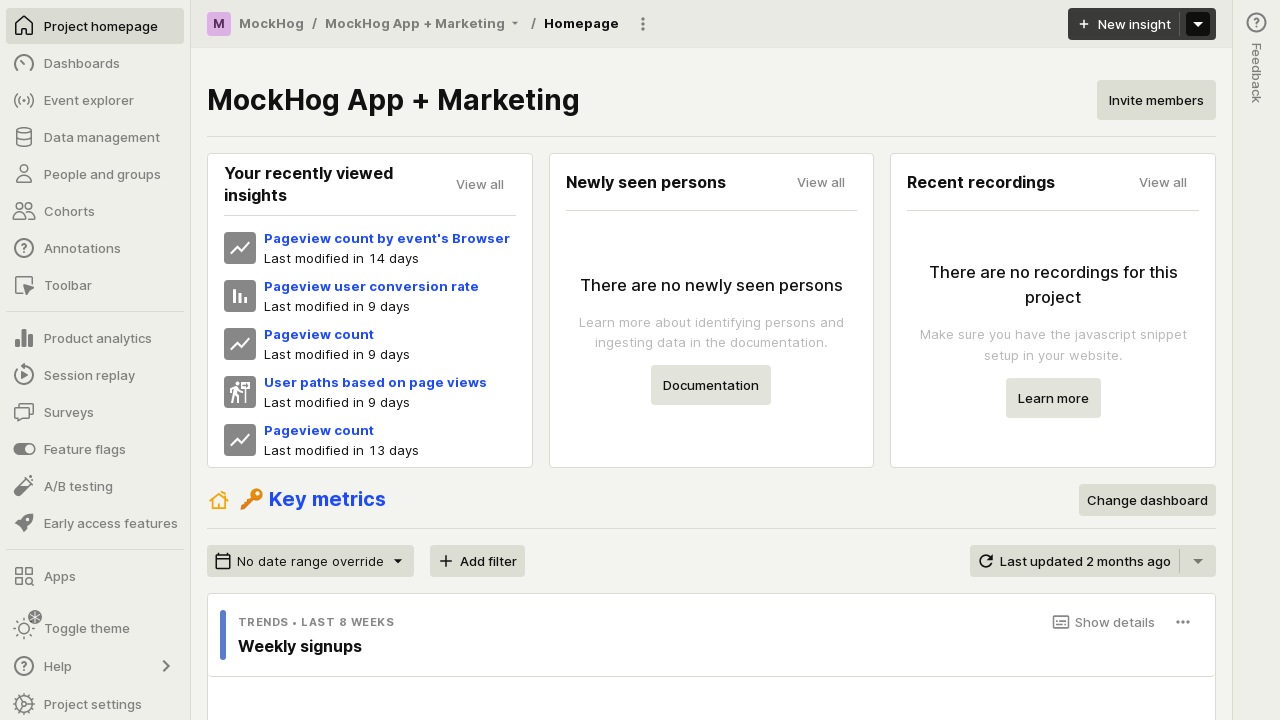 Project homepage
Dashboards
Event explorer
Data management
People and groups
Cohorts
Annotations
Toolbar
Product analytics
Session replay
Surveys
Feature flags
A/B testing
Early access features
Apps
Toggle theme
Help
Project settings
M MockHog / MockHog App + Marketing / Homepage
New insight
MockHog App + Marketing
Invite members
Your recently viewed insights
View all
Pageview count by event's Browser
Last modified in 14 days
Pageview user conversion rate
Last modified in 9 days
Pageview count
Last modified in 9 days
User paths based on page views
Last modified in 9 days
Pageview count
Last modified in 13 days
Newly seen persons
View all
There are no newly seen persons
Learn more about identifying persons and
ingesting data in the documentation.
Documentation
Recent recordings
View all
There are no recordings for this
project
Make sure you have the javascript snippet
setup in your website.
Learn more
🔑 Key metrics
Change dashboard
No date range override
Add filter
Last updated 2 months ago
TRENDS • LAST 8 WEEKS
Show details
Weekly signups
Feedback